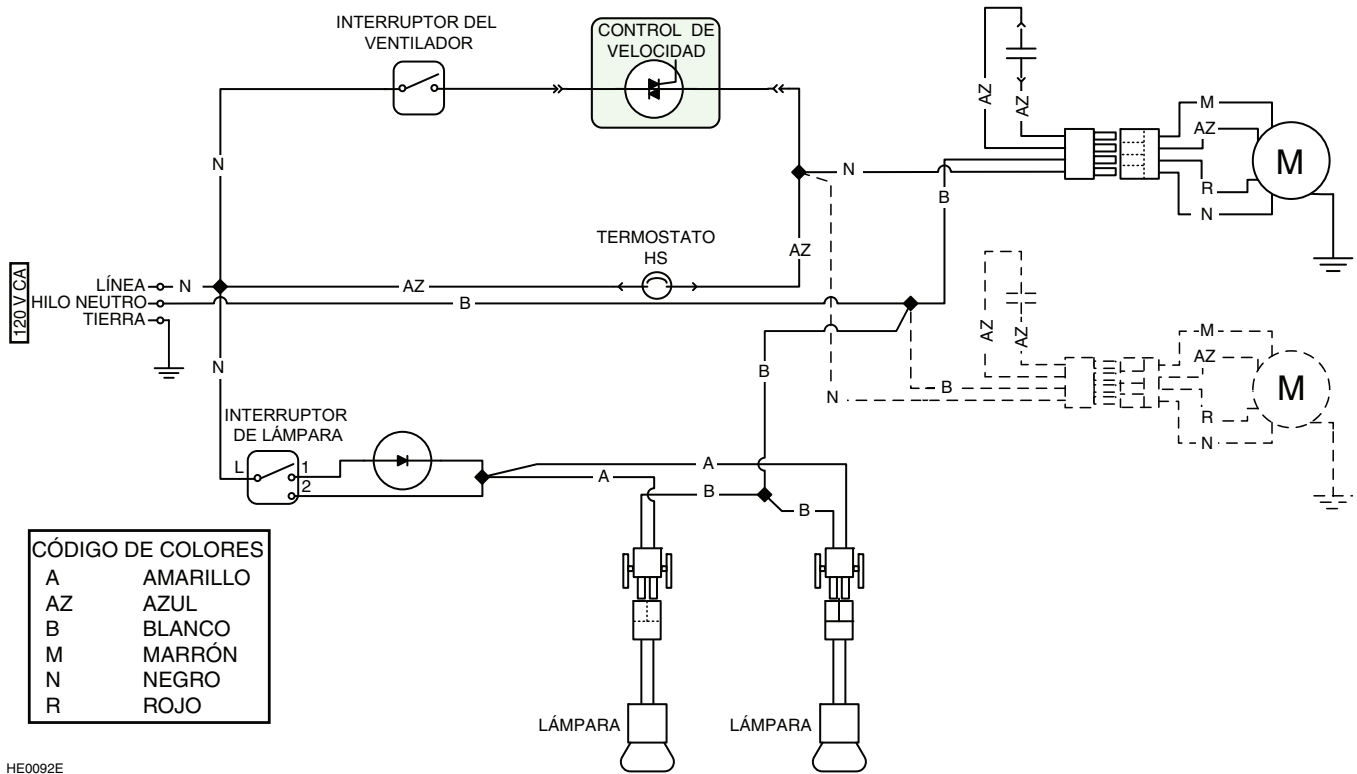 INTERRUPTOR DEL
VENTILADOR
CONTROL DE
VELOCIDAD
N
AZ
AZ
M
AZ
R
N
M
N
B
TERMOSTATO
HS
AZ
120 V CA
LÍNEA
N
HILO NEUTRO
TIERRA
AZ
B
N
B
AZ
AZ
M
AZ
R
N
M
B
N
INTERRUPTOR
DE LÁMPARA
L
1
2
A
A
B
B
CÓDIGO DE COLORES
A AMARILLO
AZ AZUL
B BLANCO
M MARRÓN
N NEGRO
R ROJO
LÁMPARA
LÁMPARA
HE0092E